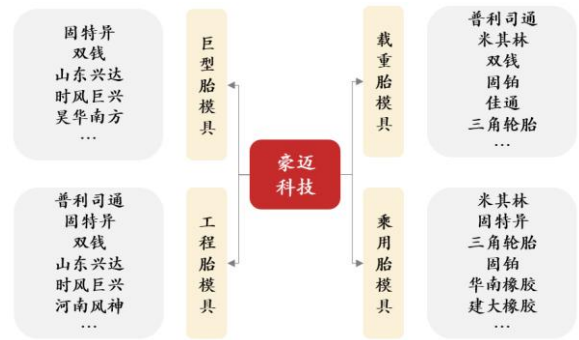 固特异
双钱
山东兴达
时风巨兴
昊华南方
…
巨型胎模具
载重胎模具
普利司通
米其林
双钱
固铂
佳通
三角轮胎
…
豪迈
科技
普利司通
固特异
双钱
山东兴达
时风巨兴
河南风神
…
工程胎模具
乘用胎模具
米其林
固特异
三角轮胎
固铂
华南橡胶
建大橡胶
…